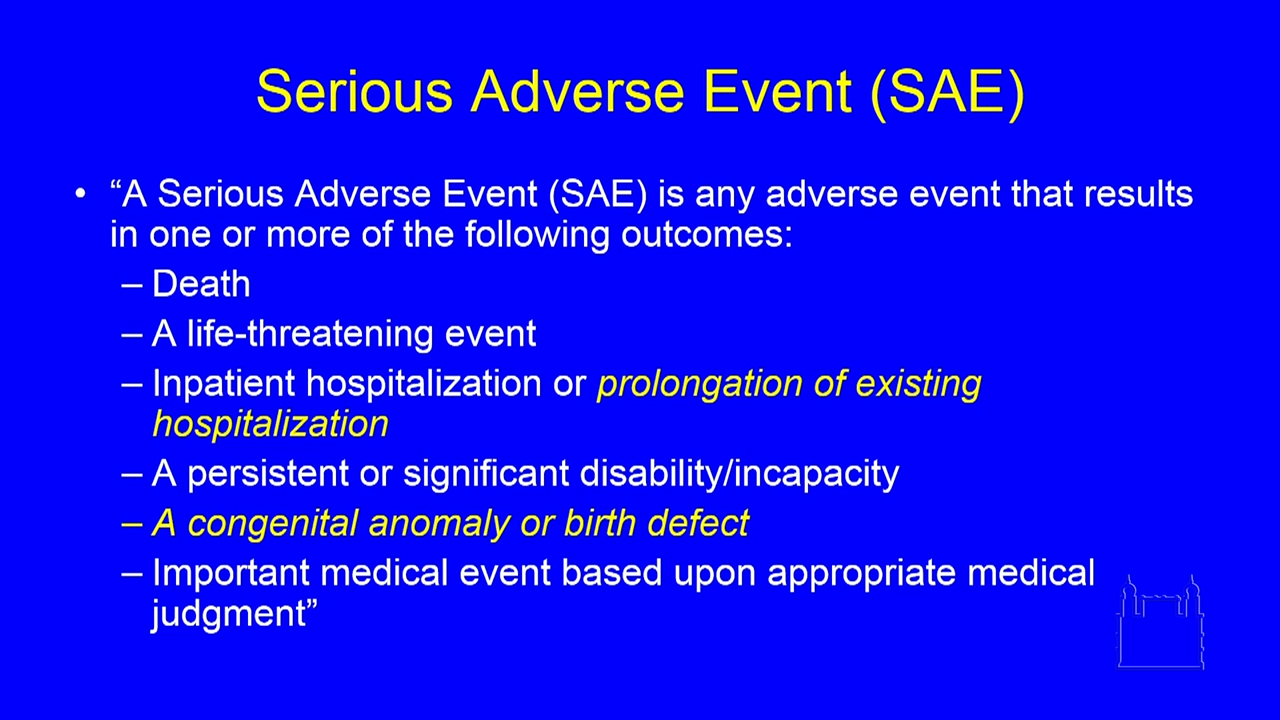 Serious Adverse Event (SAE)
• “A Serious Adverse Event (SAE) is any adverse event that results
in one or more of the following outcomes:
– Death
– A life-threatening event
– Inpatient hospitalization or prolongation of existing
hospitalization
– A persistent or significant disability/incapacity
– A congenital anomaly or birth defect
– Important medical event based upon appropriate medical
judgment”